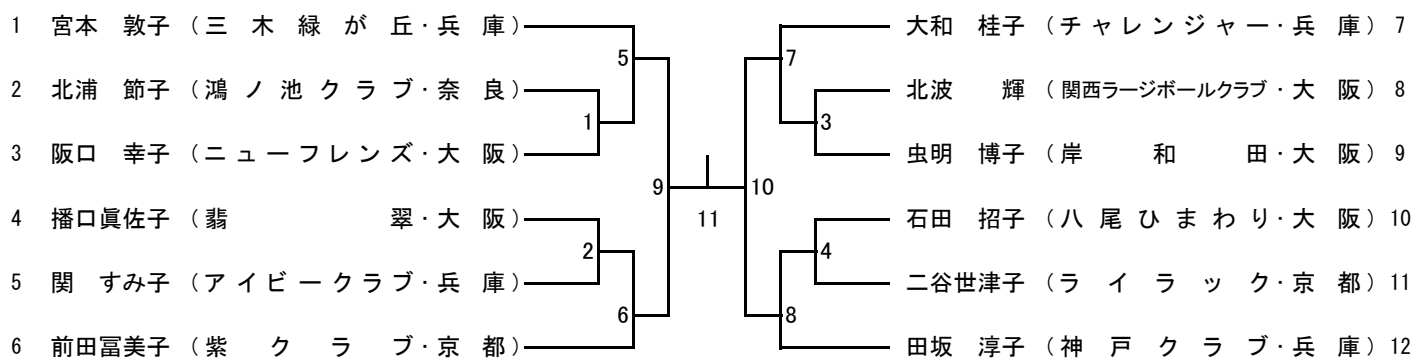 1 宮本 敦子 (三木緑が丘・兵庫)
2 北浦 節子 (鴻ノ池クラブ・奈良)
3 阪口 幸子 (ニューフレンズ・大阪)
4 播口眞佐子 (翡翠・大阪)
5 関 すみ子 (アイビークラブ・兵庫)
6 前田冨美子 (紫クラブ・京都)
5
1
9
2
6
11
7
3
10
4
8
大和 桂子 (チャレンジャー・兵庫) 7
北波 輝 (関西ラージボールクラブ・大阪) 8
虫明 博子 (岸和田・大阪) 9
石田 招子 (八尾ひまわり・大阪) 10
二谷世津子 (ライラック・京都) 11
田坂 淳子 (神戸クラブ・兵庫) 12